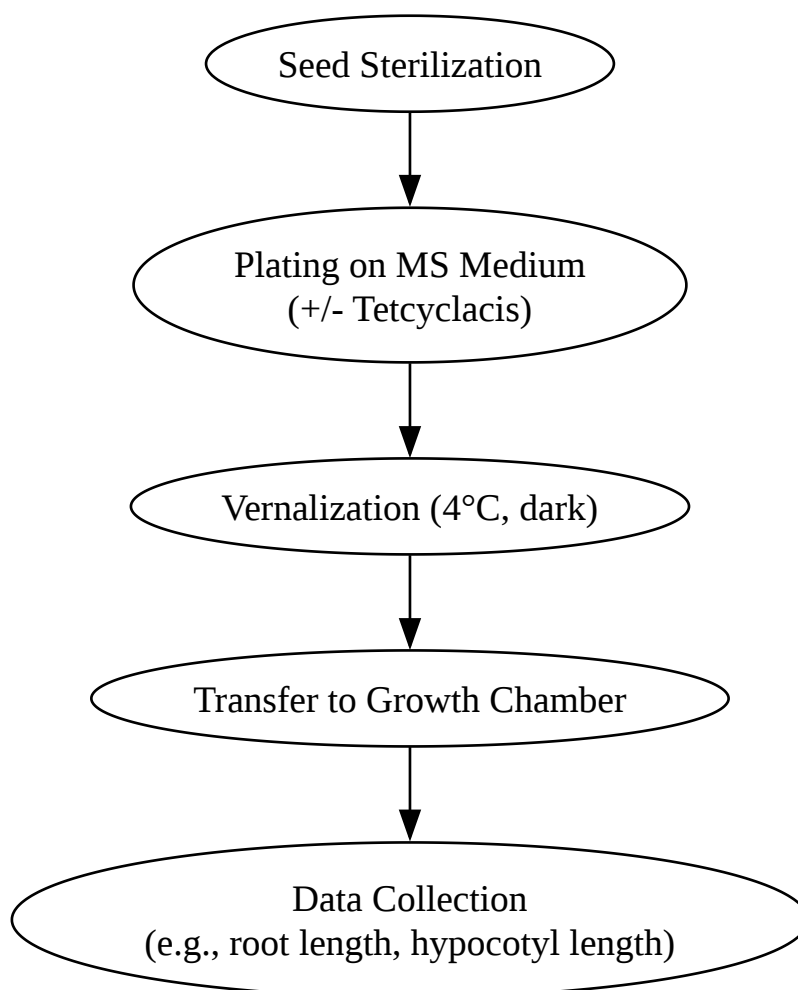 Seed Sterilization
Plating on MS Medium
(+/- Tetcyclacis)
Vernalization (4°C, dark)
Transfer to Growth Chamber
Data Collection
(e.g., root length, hypocotyl length)